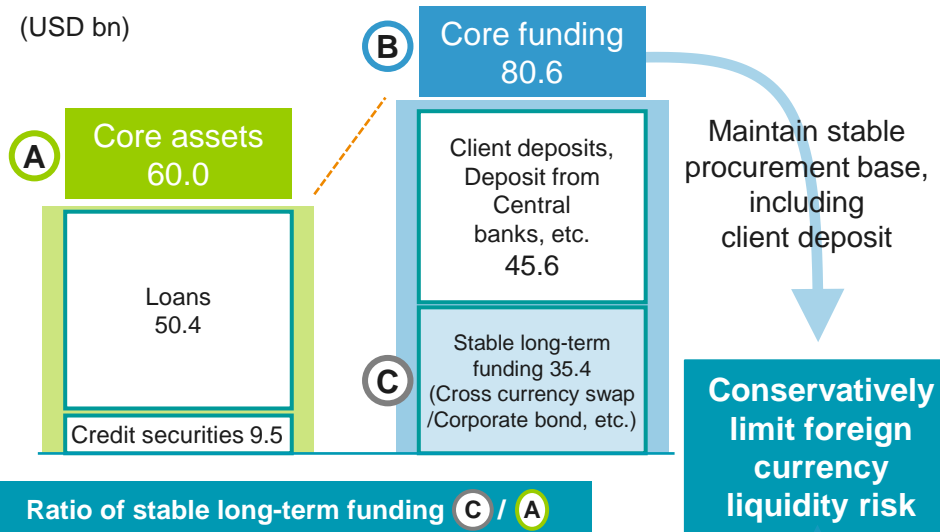 (USD bn)
B
Core funding
80.6
A
Core assets
60.0
Client deposits,
Deposit from
Central
banks, etc.
45.6
Maintain stable
procurement base,
including
client deposit
Loans
50.4
C
Stable long-term
funding 35.4
(Cross currency swap
/Corporate bond, etc.)
Credit securities 9.5
Conservatively
limit foreign
currency
liquidity risk
Ratio of stable long-term funding C / A